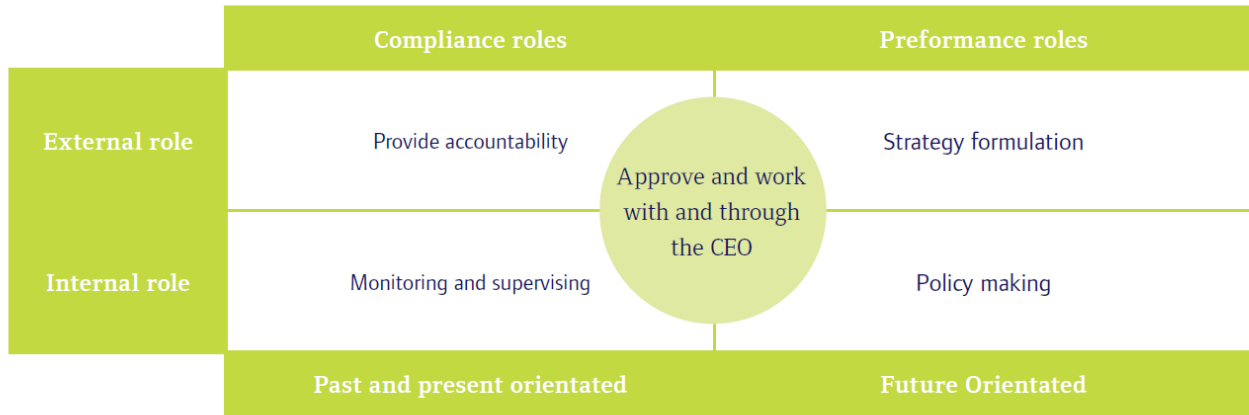 Compliance roles
Preformance roles
External role
Provide accountability
Approve and work
with and through
the CEO
Strategy formulation
Internal role
Monitoring and supervising
Policy making
Past and present orientated
Future Orientated